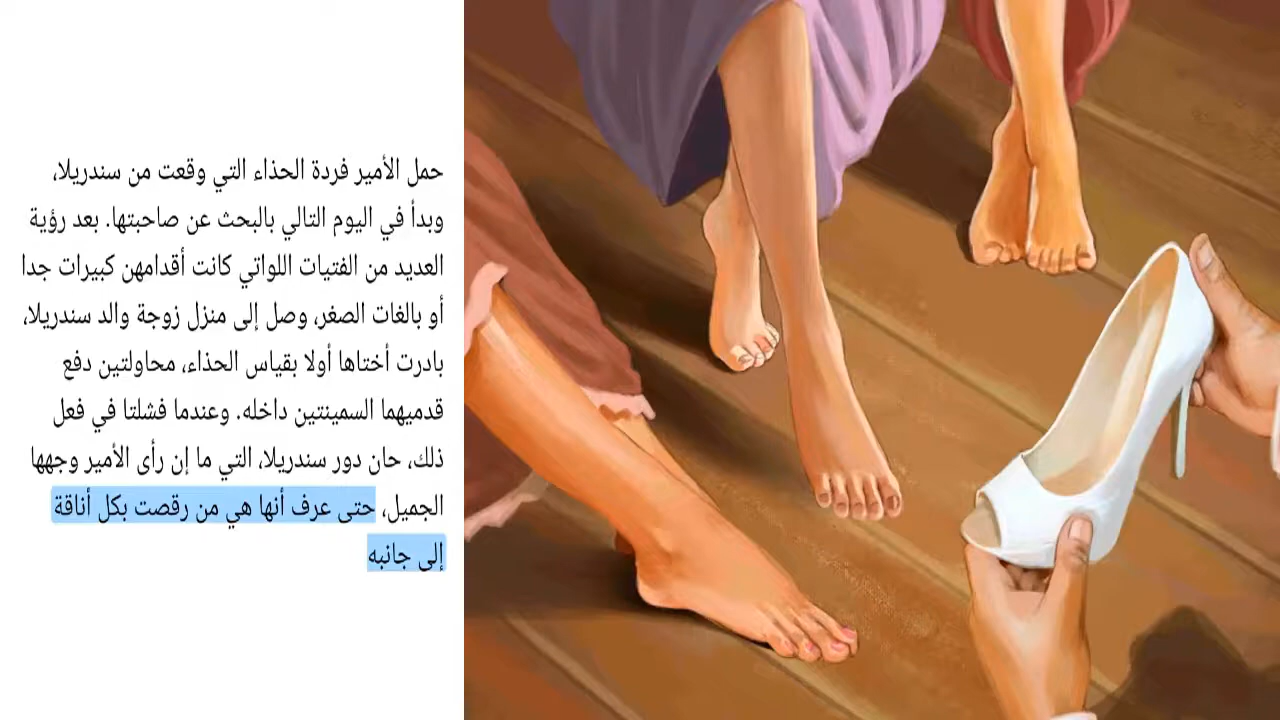 حمل الأمير فردة الحذاء التي وقعت من سندريلا،
وبدأ في اليوم التالي بالبحث عن صاحبتها. بعد رؤية
العديد من الفتيات اللواتي كانت أقدامهن كبيرات جدا
أو بالغات الصغر، وصل إلى منزل زوجة والد سندريلا،
بادرت أختاها أولا بقياس الحذاء، محاولتين دفع
قدميهما السمينتين داخله. وعندما فشلتا في فعل
ذلك، حان دور سندريلا، التي ما إن رأى الأمير وجهها
الجميل، حتى عرف أنها هي من رقصت بكل أناقة
إلى جانبه